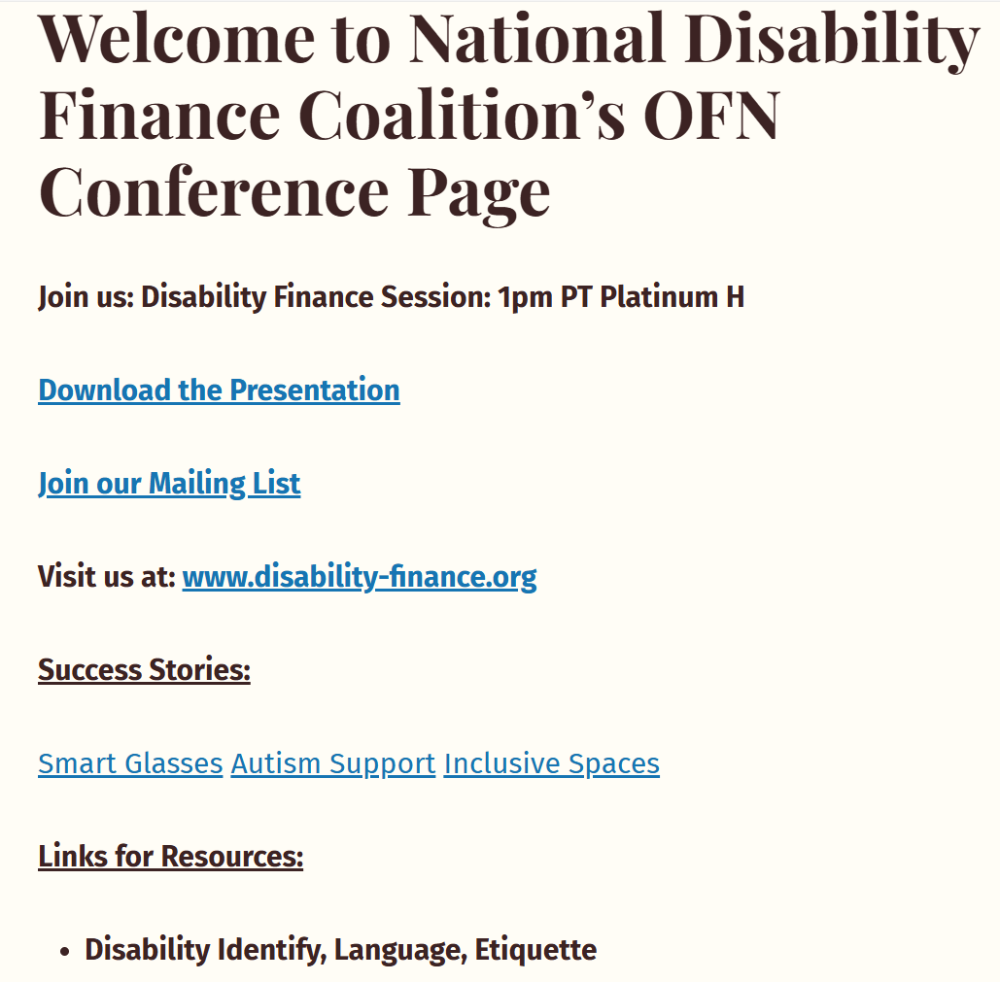 Welcome to National Disability
Finance Coalition’s OFN
Conference Page
Join us: Disability Finance Session: 1pm PT Platinum H
Download the Presentation
Join our Mailing List
Visit us at: www.disability-finance.org
Success Stories:
Smart Glasses Autism Support Inclusive Spaces
Links for Resources:
• Disability Identify, Language, Etiquette